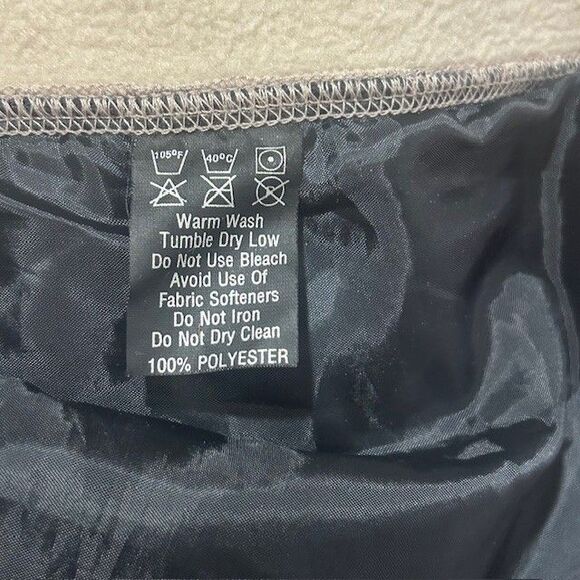 105°F 40°C
Warm Wash
Tumble Dry Low
Do Not Use Bleach
Avoid Use Of
Fabric Softeners
Do Not Iron
Do Not Dry Clean
100% POLYESTER